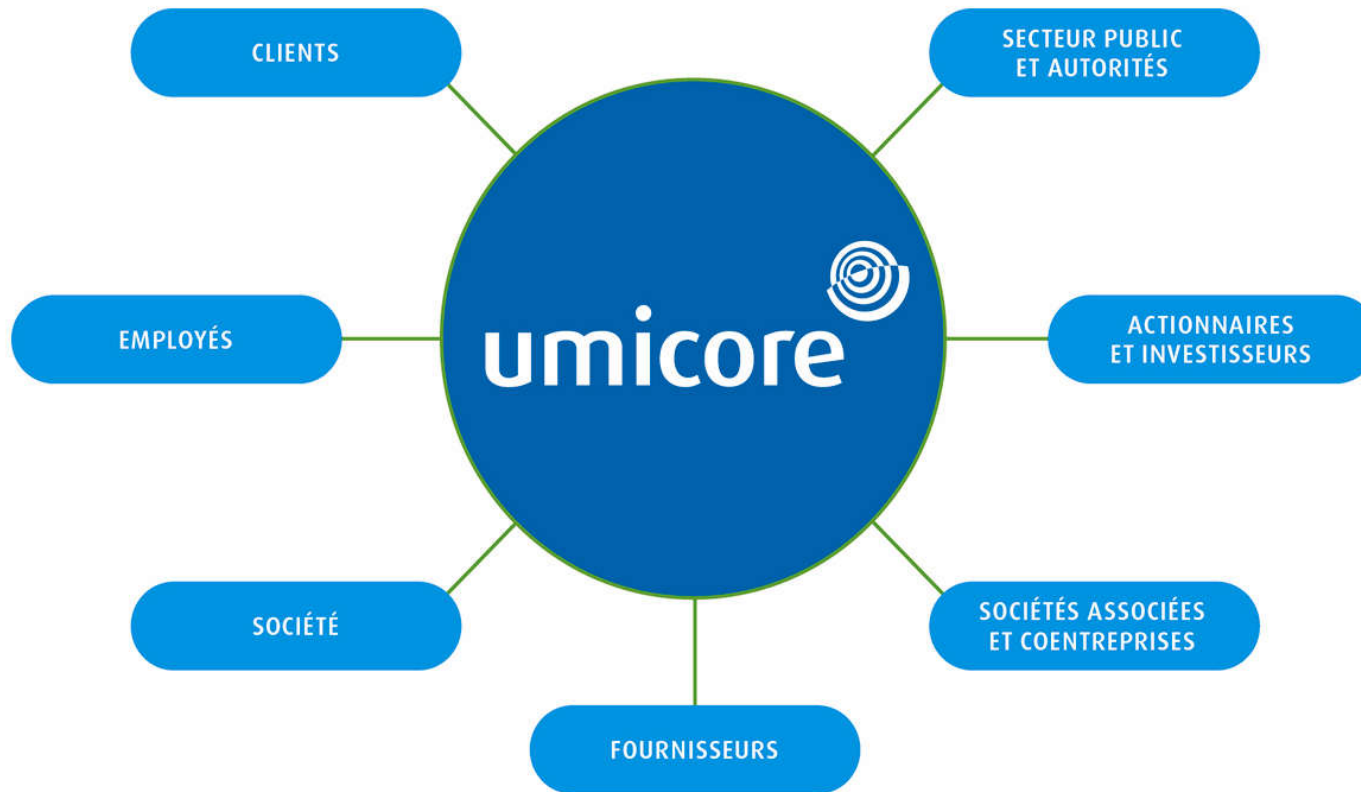 CLIENTS
SECTEUR PUBLIC
ET AUTORITÉS
EMPLOYÉS
umicore
ACTIONNAIRES
ET INVESTISSEURS
SOCIÉTÉ
SOCIÉTÉS ASSOCIÉES
ET COENTREPRISES
FOURNISSEURS